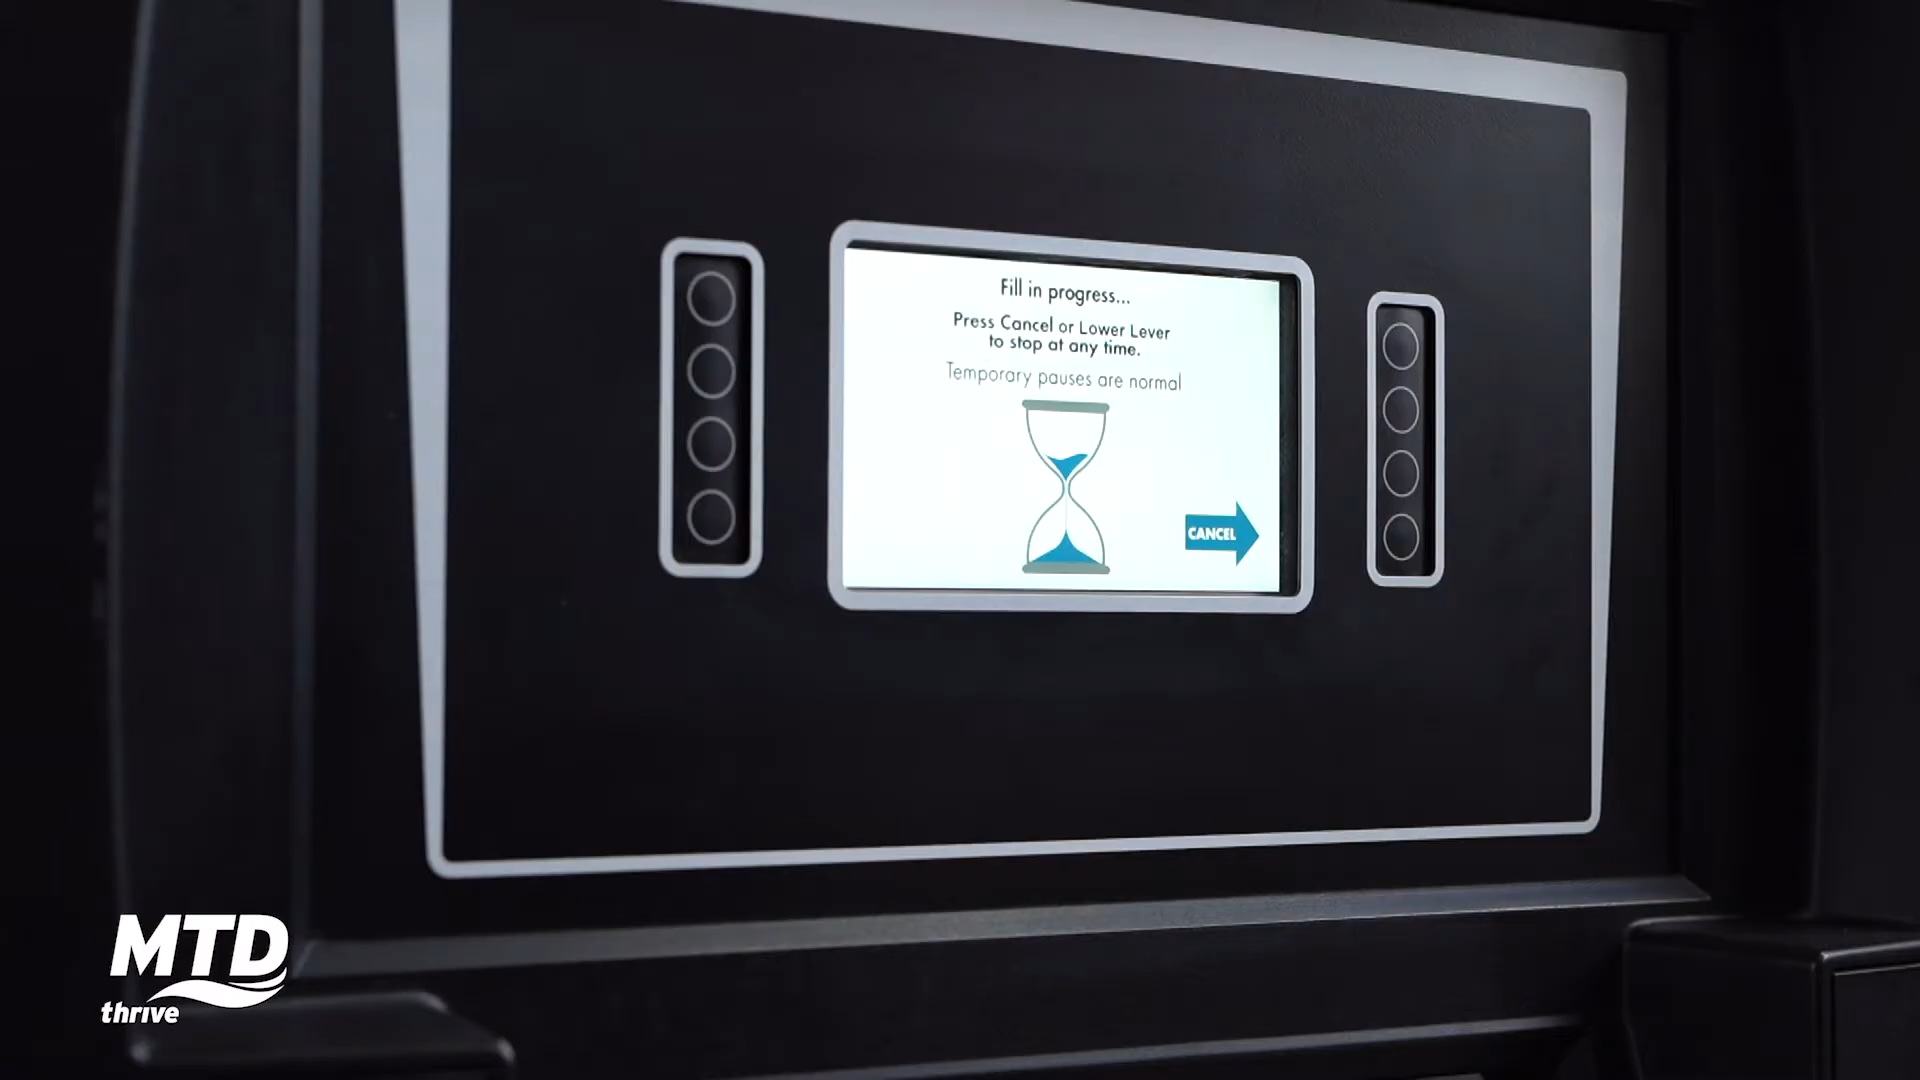 Fill in progress...
Press Cancel or Lower Lever
to stop at any time.
Temporary pauses are normal
CANCEL
MTD
thrive